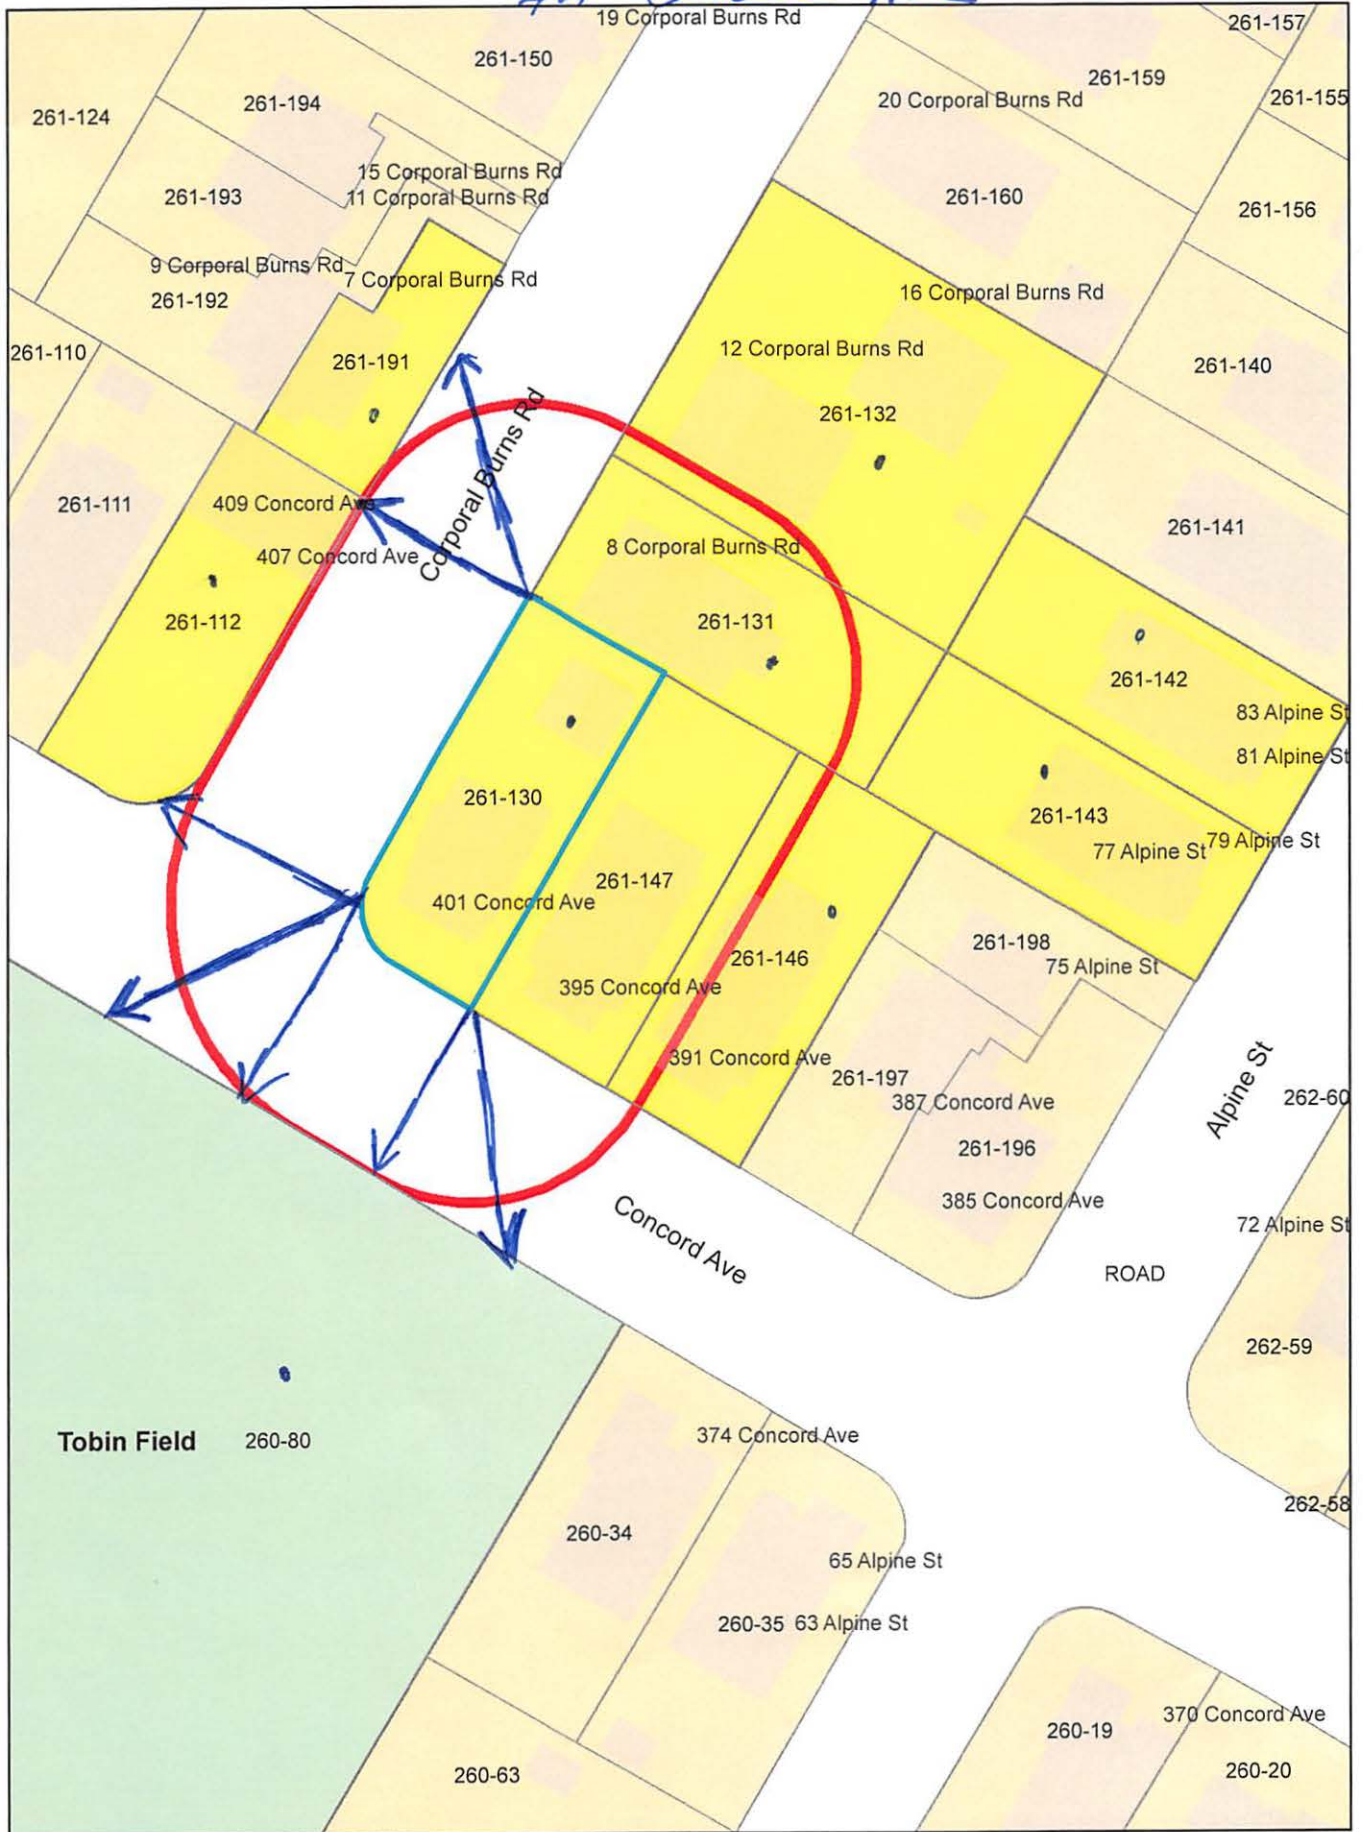 19 Corporal Burns Rd
261-157
261-150
261-159
261-194
20 Corporal Burns Rd
261-155
261-124
15 Corporal Burns Rd
261-193
11 Corporal Burns Rd
261-160
261-156
9 Corporal Burns Rd
7 Corporal Burns Rd
261-192
16 Corporal Burns Rd
261-110
261-191
12 Corporal Burns Rd
261-140
261-132
Corporal Burns Rd
261-111
409 Concord Ave
261-141
407 Concord Ave
8 Corporal Burns Rd
261-112
261-131
261-142
83 Alpine St
81 Alpine St
261-130
261-143
79 Alpine St
77 Alpine St
261-147
401 Concord Ave
261-198
261-146
75 Alpine St
395 Concord Ave
391 Concord Ave
261-197
Alpine St
262-60
387 Concord Ave
261-196
385 Concord Ave
72 Alpine St
Concord Ave
ROAD
262-59
Tobin Field
260-80
374 Concord Ave
262-58
260-34
65 Alpine St
260-35
63 Alpine St
370 Concord Ave
260-19
260-63
260-20